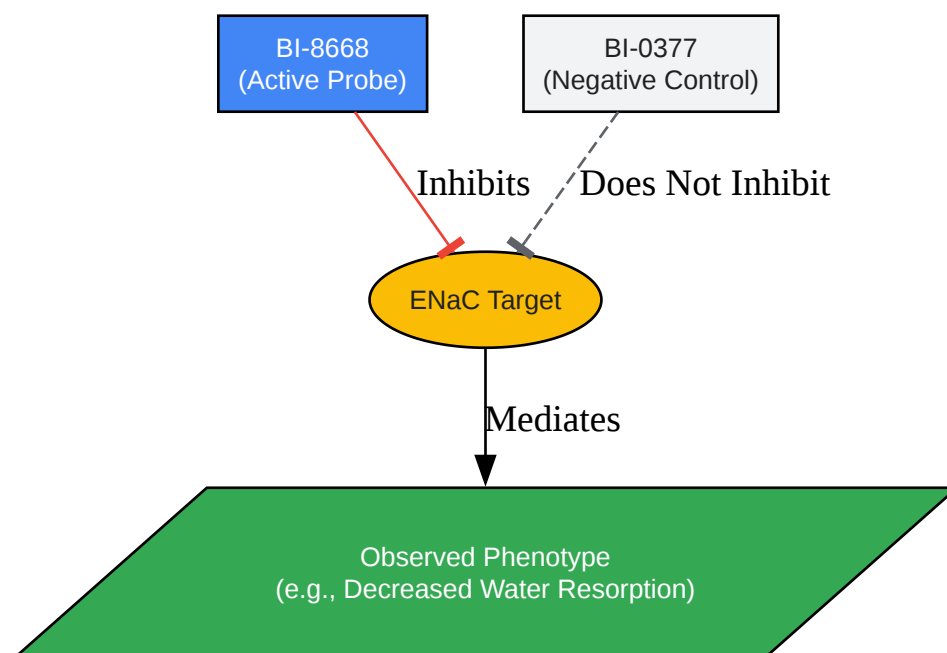 BI-8668
(Active Probe)
BI-0377
(Negative Control)
Inhibits
Does Not Inhibit
ENaC Target
Mediates
Observed Phenotype
(e.g., Decreased Water Resorption)